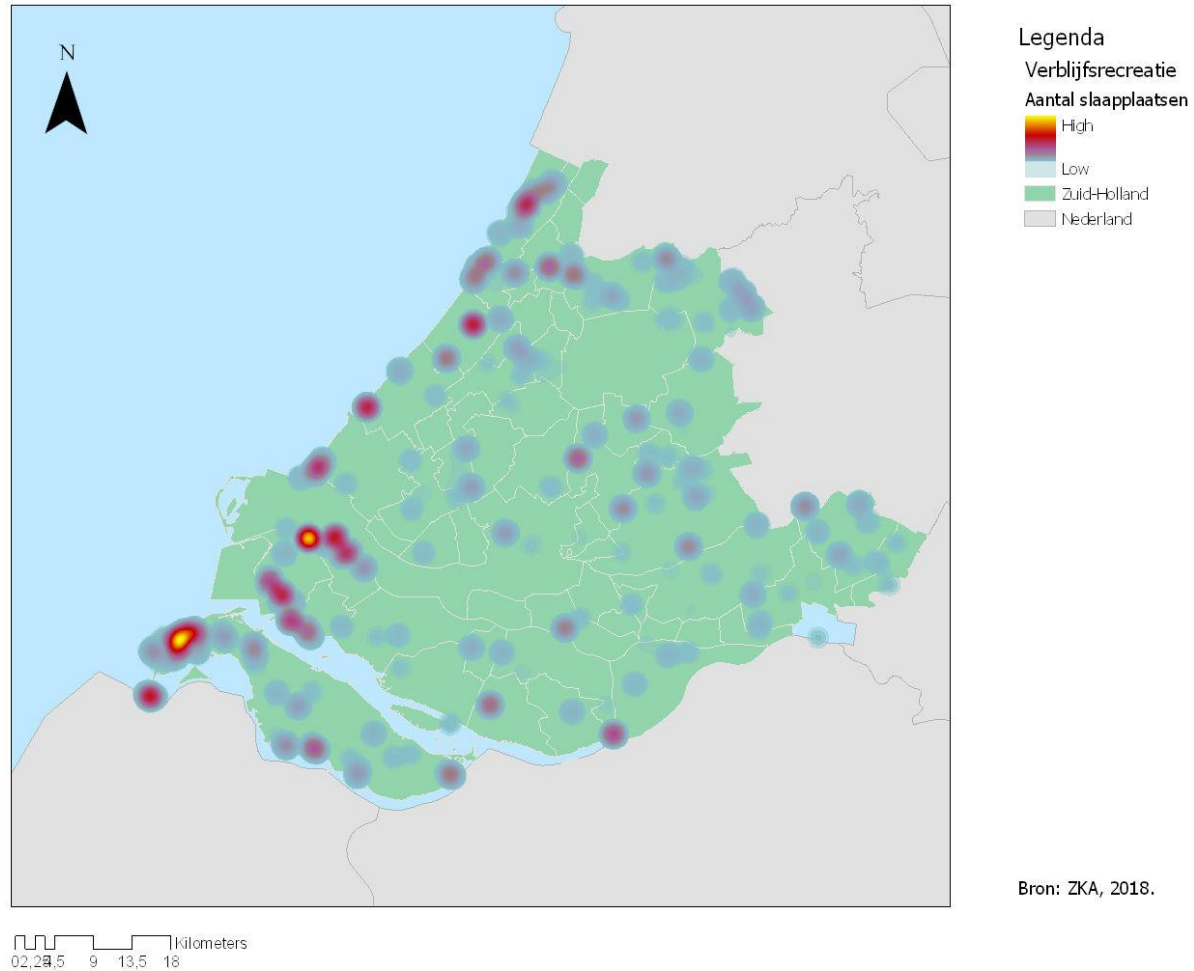 N
Legenda
Verblijfsrecreatie
Aantal slaapplaatsen
High
Low
Zuid-Holland
Nederland
Bron: ZKA, 2018.
Kilometers
9 13,5 18